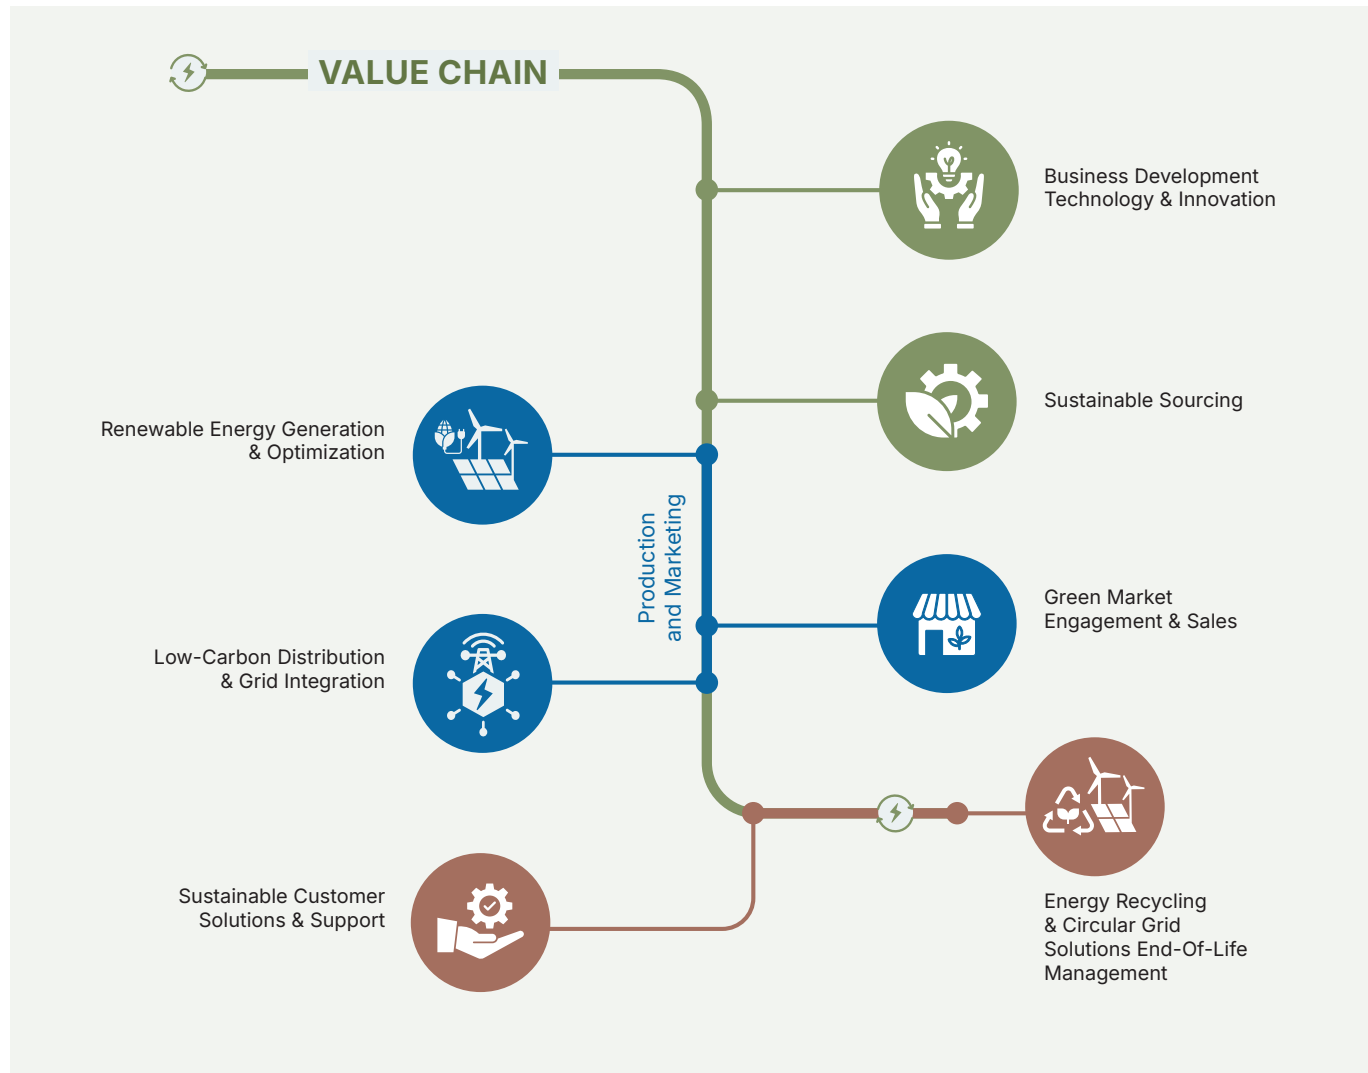 VALUE CHAIN
Business Development
Technology & Innovation
Sustainable Sourcing
Renewable Energy Generation
& Optimization
Production
and Marketing
Green Market
Engagement & Sales
Low-Carbon Distribution
& Grid Integration
Sustainable Customer
Solutions & Support
Energy Recycling
& Circular Grid
Solutions End-Of-Life
Management